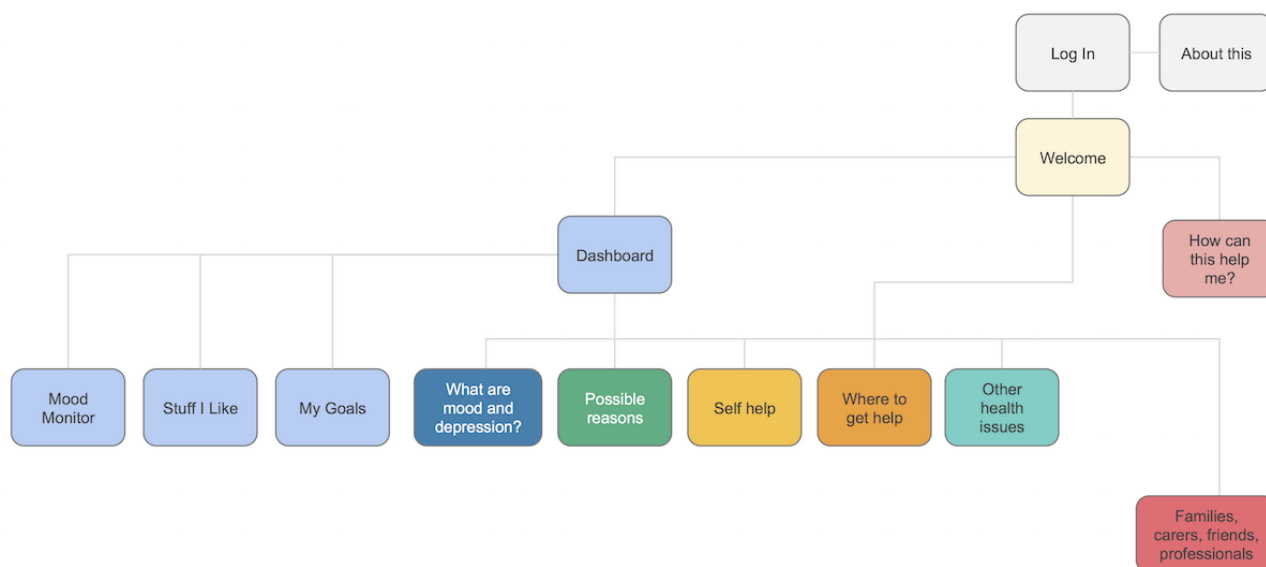 Log In
About this
Welcome
Dashboard
How can
this help
me?
Mood
Monitor
Stuff I Like
My Goals
What are
mood and
depression?
Possible
reasons
Self help
Where to
get help
Other
health
issues
Families,
carers, friends,
professionals